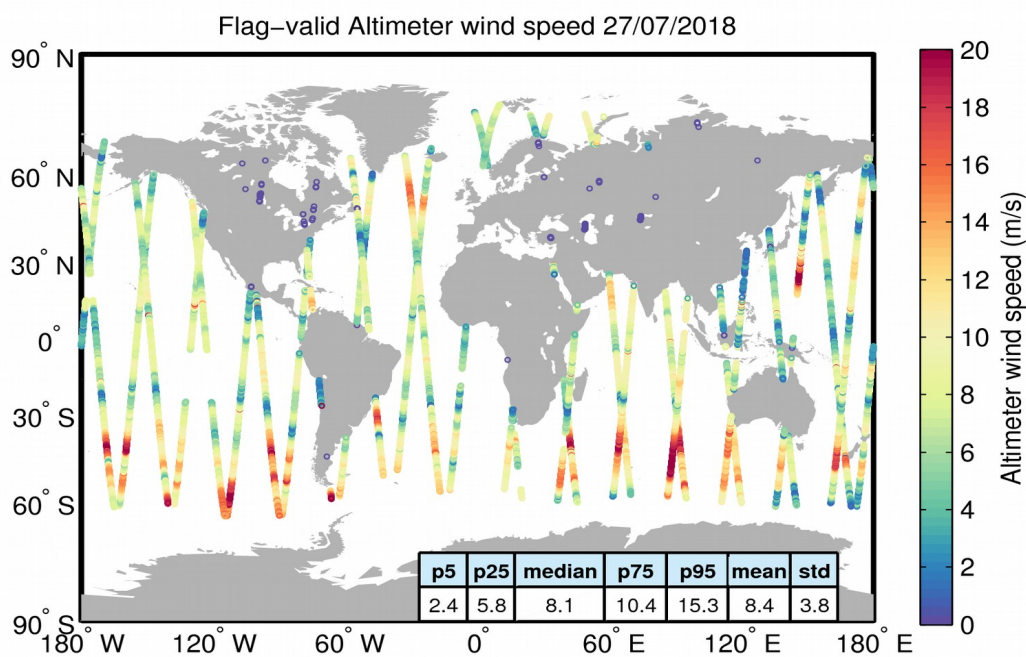 Flag−valid Altimeter wind speed 27/07/2018
90° N
60° N
30° N
0°
30° S
60° S
90° S
180° W
120° W
60° W
0°
60° E
120° E
180° E
p5 p25 median p75 p95 mean std
2.4 5.8 8.1 10.4 15.3 8.4 3.8
20
18
16
14
12
10
8
6
4
2
0
Altimeter wind speed (m/s)